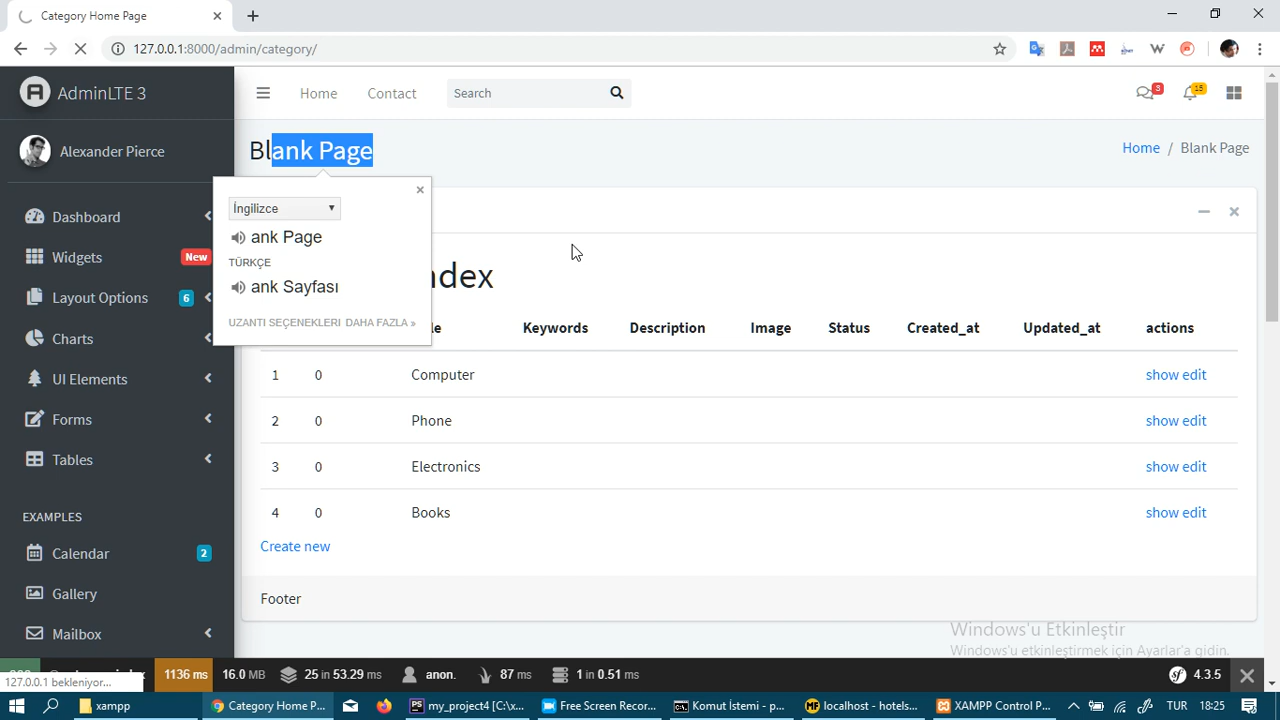 Category Home Page
127.0.0.1:8000/admin/category/
AdminLTE 3
Home Contact Search
3
15
Alexander Pierce
Blank Page
Home / Blank Page
İngilizce
ank Page
TÜRKÇE
ank Sayfası
UZANTI SEÇENEKLERİ DAHA FAZLA »
Dashboard
Widgets New
Layout Options 6
Charts
UI Elements
Forms
Tables
EXAMPLES
Calendar 2
Gallery
Mailbox
ndex
le Keywords Description Image Status Created_at Updated_at actions
1 0 Computer show edit
2 0 Phone show edit
3 0 Electronics show edit
4 0 Books show edit
Create new
Footer
Windows'u Etkinleştir
Windows'u etkinleştirmek için Ayarlar'a gidin.
1136 ms 16.0 MB 25 in 53.29 ms anon. 87 ms 1 in 0.51 ms 4.3.5
127.0.0.1 bekleniyor...
xampp
Category Home P...
my_project4 [C:\x...
Free Screen Recor...
Komut İstemi - p...
localhost - hotels...
XAMPP Control P...
TUR 18:25